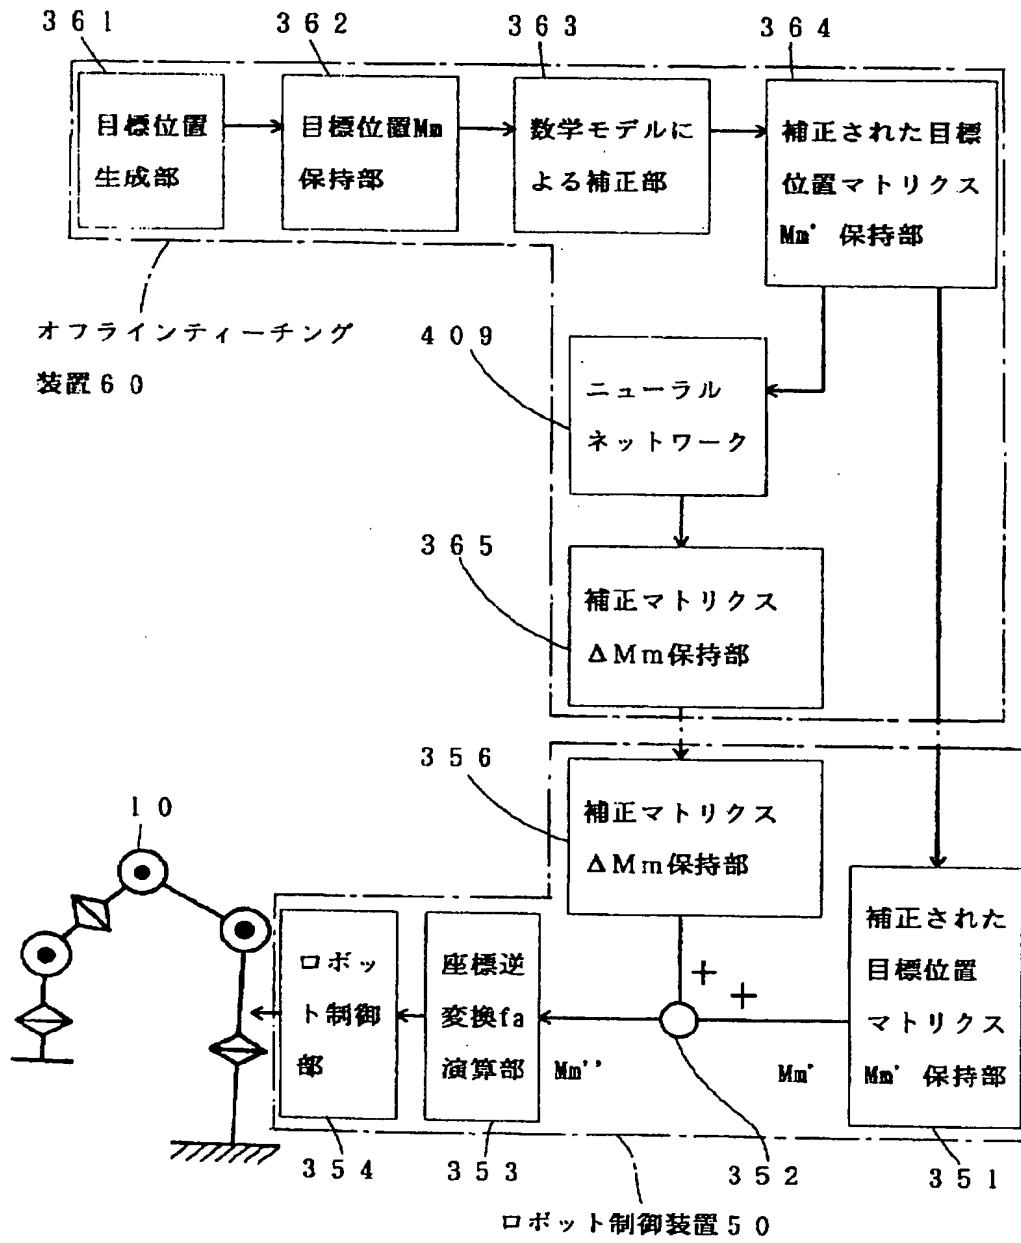 361
362
363
364
目標位置
生成部
目標位置Mm
保持部
数学モデルに
よる補正部
補正された目標
位置マトリクス
Mm' 保持部
オフラインティーチング
装置60
409
ニューラル
ネットワーク
365
補正マトリクス
ΔMm保持部
356
補正マトリクス
ΔMm保持部
10
補正された
目標位置
マトリクス
Mm' 保持部
ロボッ
ト制御
部
座標逆
変換fa
演算部
+
+
Mm''
Mm'
354
353
352
351
ロボット制御装置50